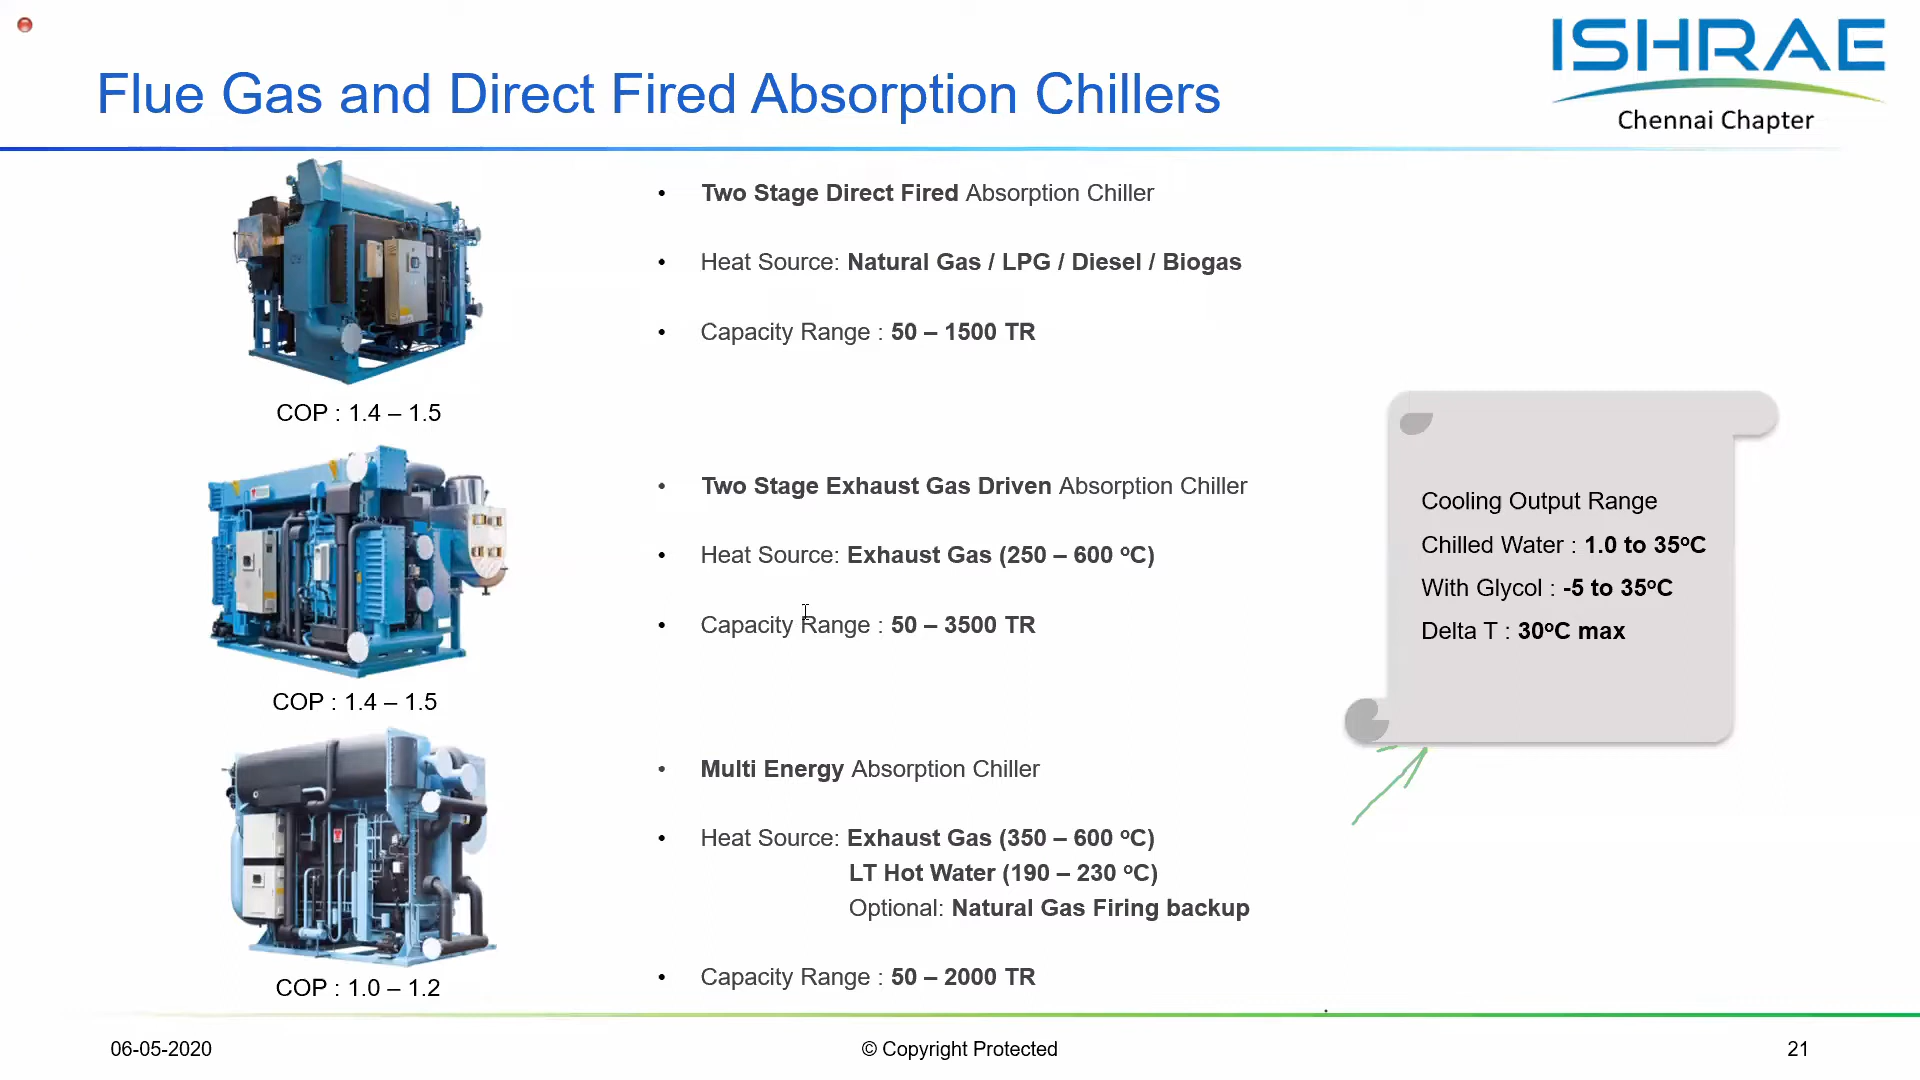 ISHRAE
Chennai Chapter
Flue Gas and Direct Fired Absorption Chillers
• Two Stage Direct Fired Absorption Chiller
• Heat Source: Natural Gas / LPG / Diesel / Biogas
• Capacity Range : 50 – 1500 TR
COP : 1.4 – 1.5
• Two Stage Exhaust Gas Driven Absorption Chiller
• Heat Source: Exhaust Gas (250 – 600 ºC)
• Capacity Range : 50 – 3500 TR
COP : 1.4 – 1.5
• Multi Energy Absorption Chiller
• Heat Source: Exhaust Gas (350 – 600 ºC)
LT Hot Water (190 – 230 ºC)
Optional: Natural Gas Firing backup
• Capacity Range : 50 – 2000 TR
COP : 1.0 – 1.2
Cooling Output Range
Chilled Water : 1.0 to 35ºC
With Glycol : -5 to 35ºC
Delta T : 30ºC max
06-05-2020
© Copyright Protected
21